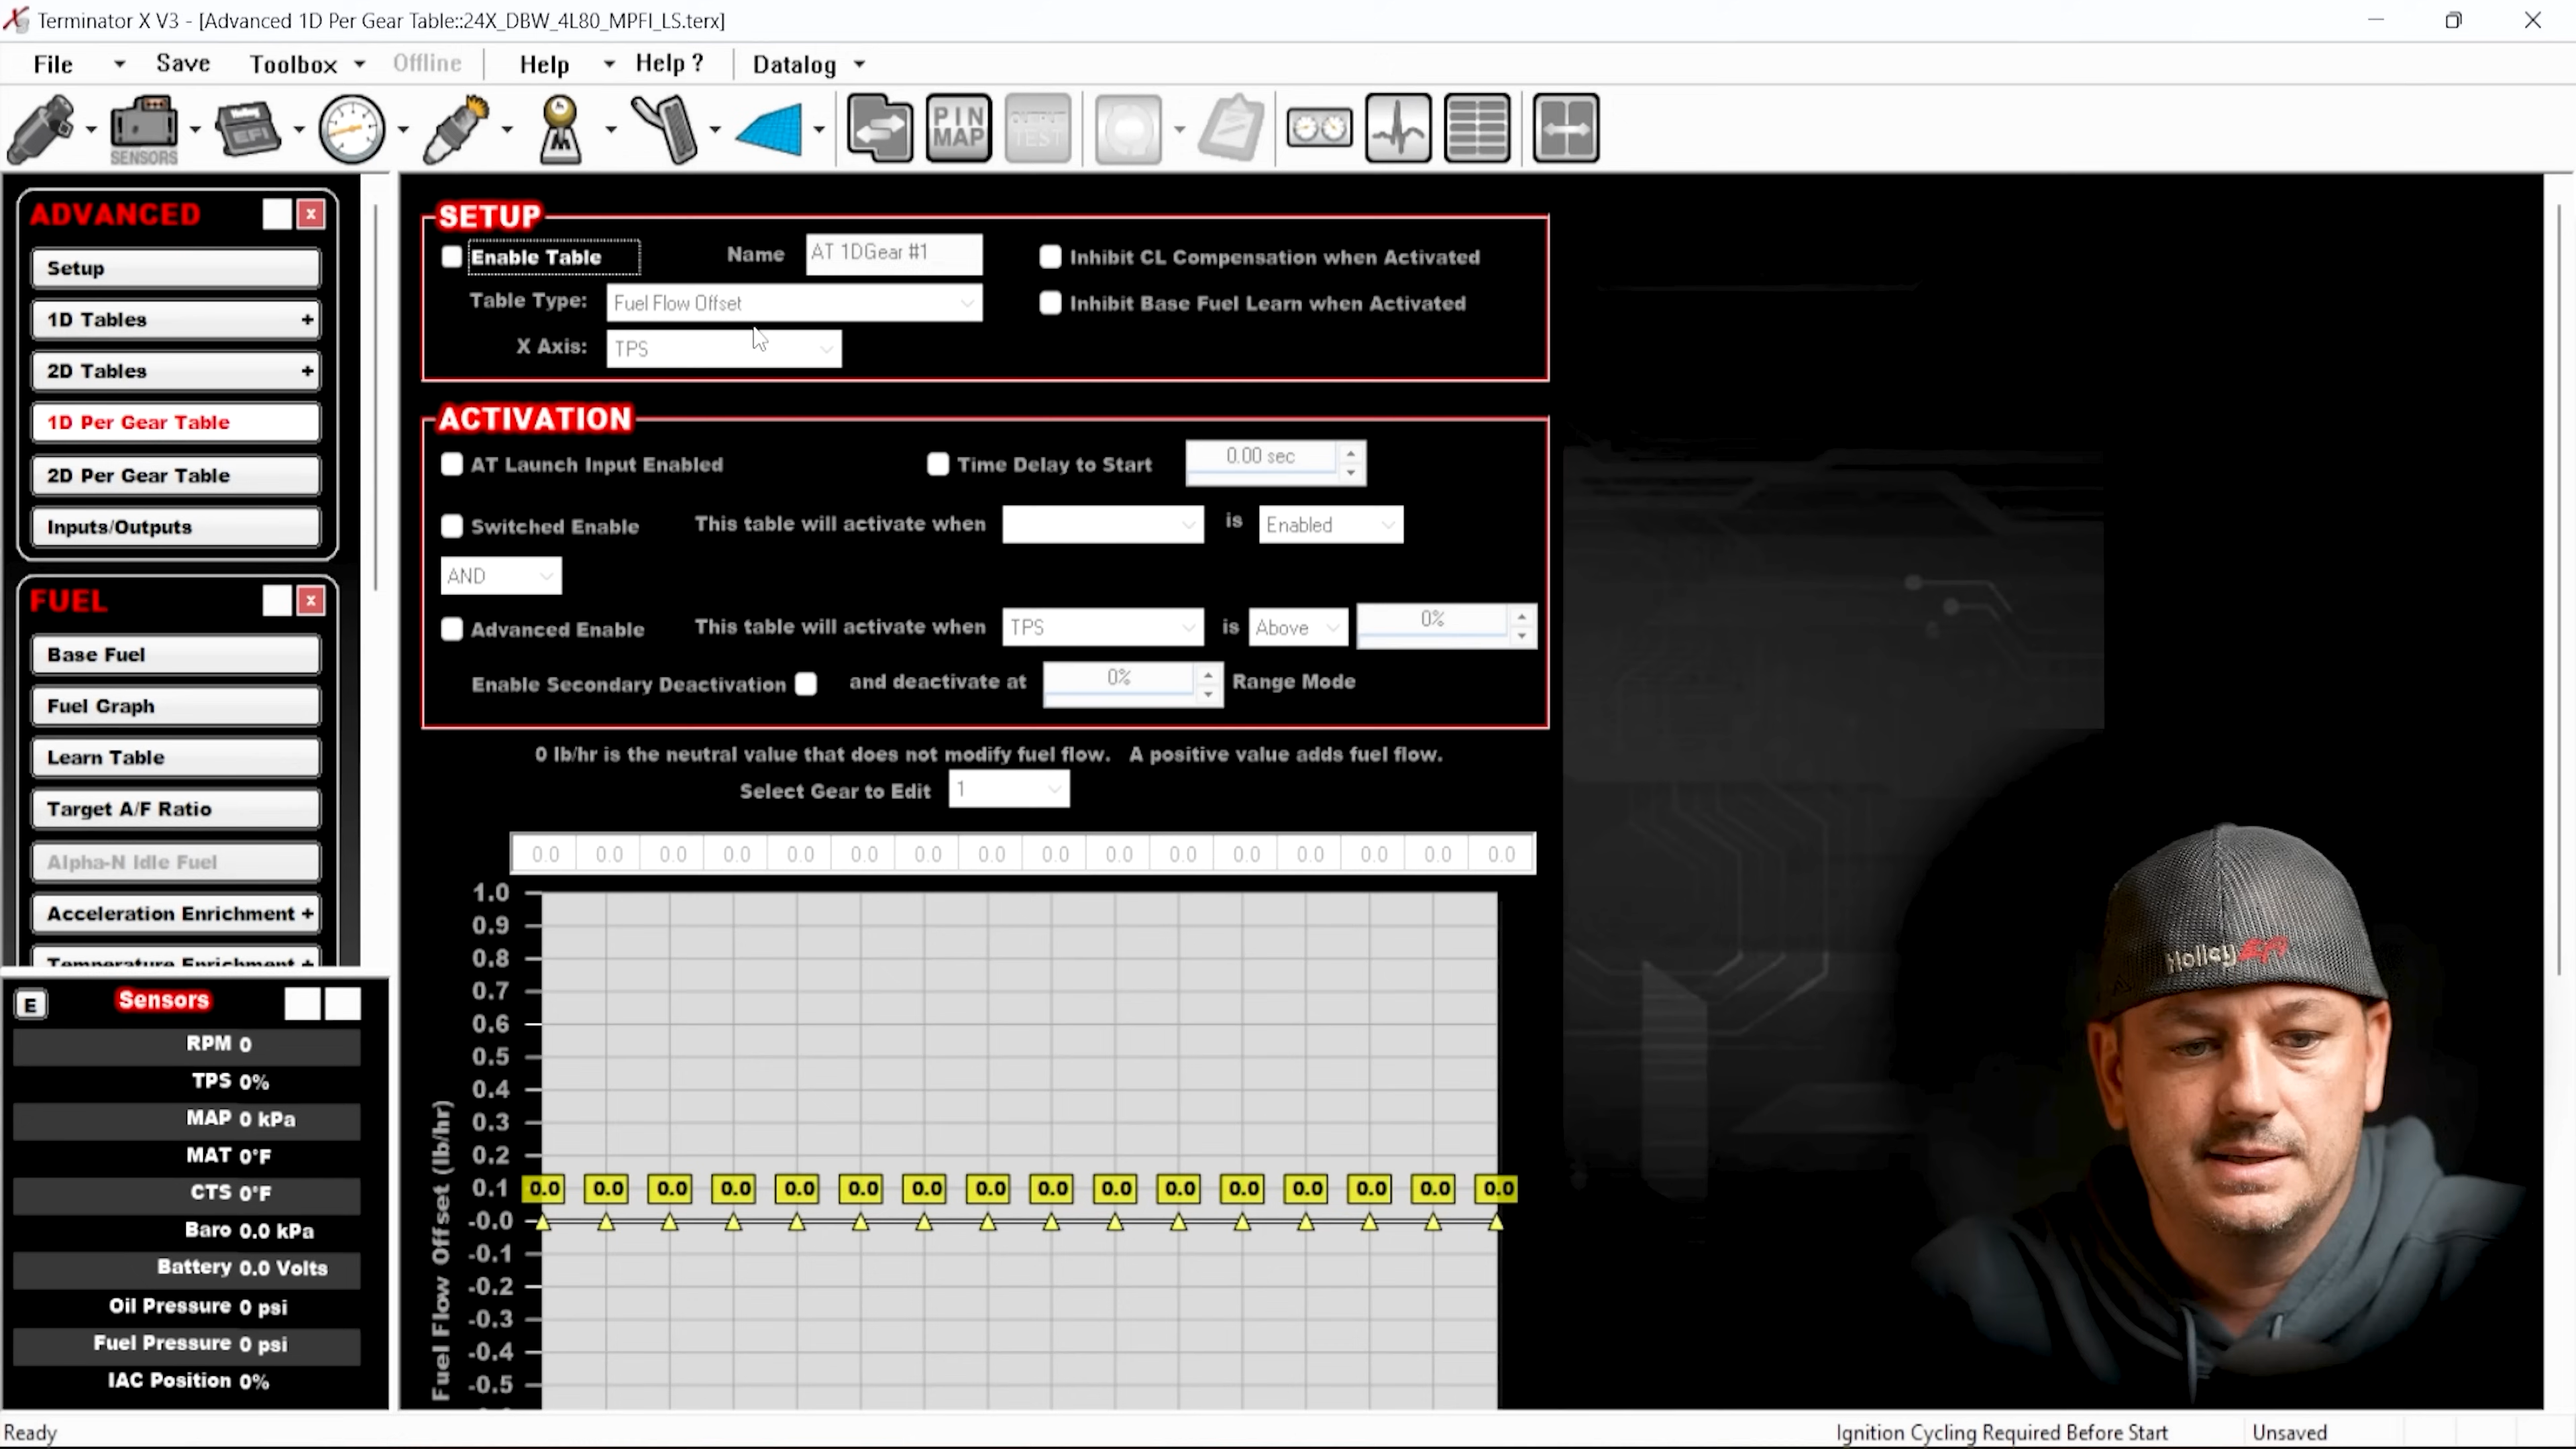 Terminator X V3 - [Advanced 1D Per Gear Table::24X_DBW_4L80_MPFI_LS.terx]
File Save Toolbox Offline Help Help ? Datalog
SENSORS
EFI
M
PIN MAP
OUTPUT TEST
ADVANCED x
Setup
1D Tables +
2D Tables +
1D Per Gear Table
2D Per Gear Table
Inputs/Outputs
FUEL x
Base Fuel
Fuel Graph
Learn Table
Target A/F Ratio
Alpha-N Idle Fuel
Acceleration Enrichment +
Temperature Enrichment +
E Sensors
RPM 0
TPS 0%
MAP 0 kPa
MAT 0°F
CTS 0°F
Baro 0.0 kPa
Battery 0.0 Volts
Oil Pressure 0 psi
Fuel Pressure 0 psi
IAC Position 0%
SETUP
Enable Table Name AT 1DGear #1 Inhibit CL Compensation when Activated
Table Type: Fuel Flow Offset Inhibit Base Fuel Learn when Activated
X Axis: TPS
ACTIVATION
AT Launch Input Enabled Time Delay to Start 0.00 sec
Switched Enable This table will activate when is Enabled
AND
Advanced Enable This table will activate when TPS is Above 0%
Enable Secondary Deactivation and deactivate at 0% Range Mode
0 lb/hr is the neutral value that does not modify fuel flow. A positive value adds fuel flow.
Select Gear to Edit 1
0.0 0.0 0.0 0.0 0.0 0.0 0.0 0.0 0.0 0.0 0.0 0.0 0.0 0.0 0.0 0.0
1.0
0.9
0.8
0.7
0.6
0.5
0.4
0.3
0.2
0.1 0.0 0.0 0.0 0.0 0.0 0.0 0.0 0.0 0.0 0.0 0.0 0.0 0.0 0.0 0.0 0.0
-0.0
-0.1
-0.2
-0.3
-0.4
-0.5
Fuel Flow Offset (lb/hr)
Holley EFI
Ready Ignition Cycling Required Before Start Unsaved